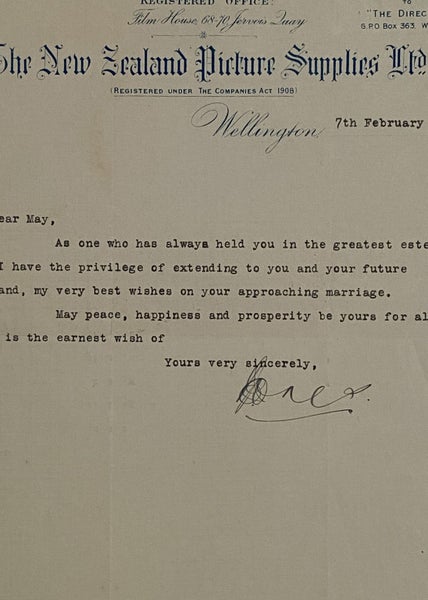 REGISTERED OFFICE:
Film House, 68-70, Jervois Quay
TO
"THE DIREC
G.P.O Box 363, W
The New Zealand Picture Supplies Ltd
(REGISTERED UNDER THE COMPANIES ACT 1908)
Wellington, 7th February
ear May,
As one who has always held you in the greatest este
I have the privilege of extending to you and your future
and, my very best wishes on your approaching marriage.
May peace, happiness and prosperity be yours for al
is the earnest wish of
Yours very sincerely,